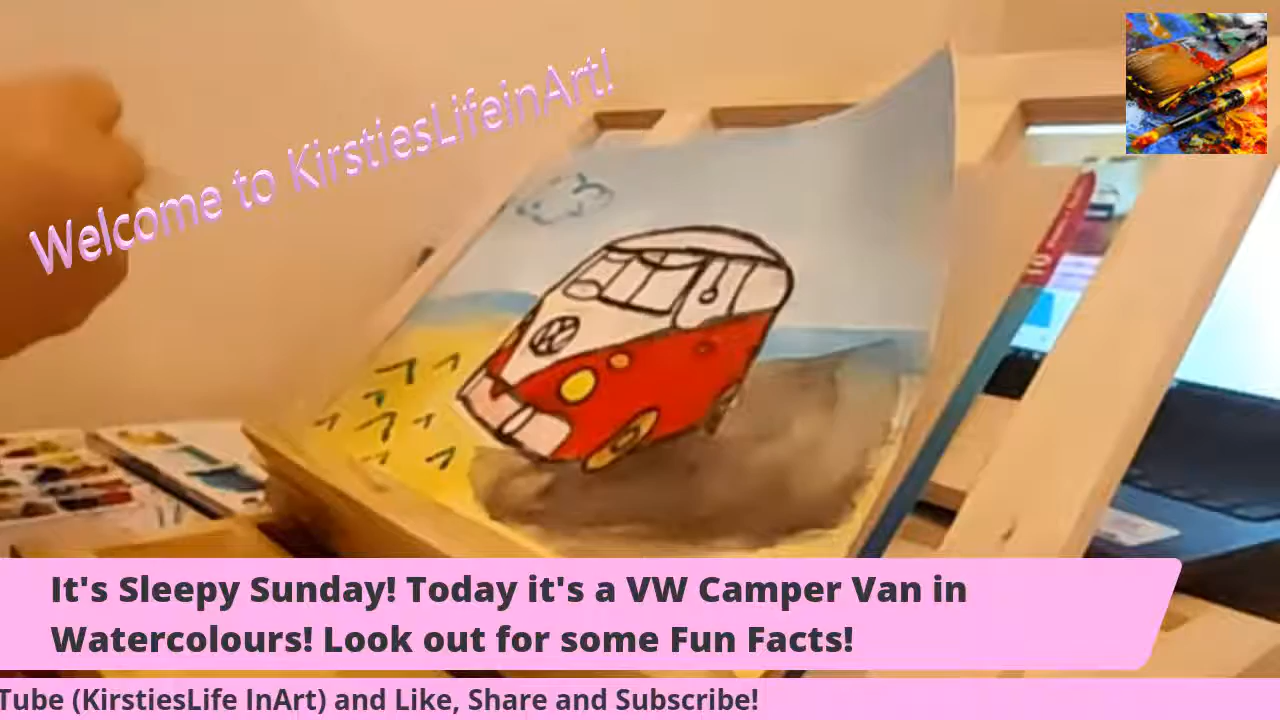 Welcome to KirstiesLifeinArt!
It's Sleepy Sunday! Today it's a VW Camper Van in
Watercolours! Look out for some Fun Facts!
Tube (KirstiesLife InArt) and Like, Share and Subscribe!